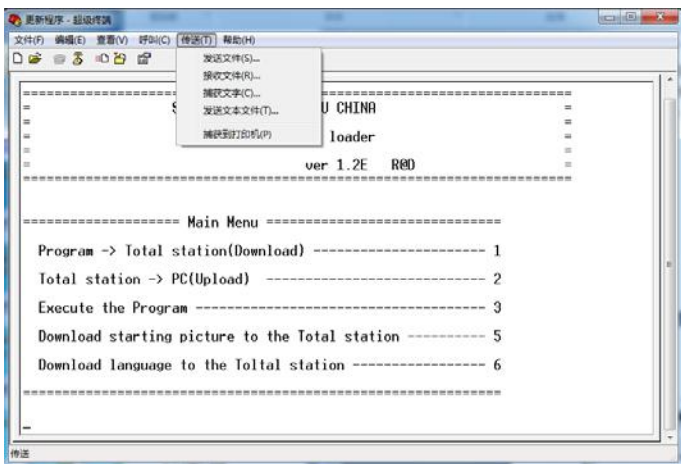 更新程序 - 超级终端
文件(F) 编辑(E) 查看(V) 呼叫(C) 传送(T) 帮助(H)
发送文件(S)...
接收文件(R)...
捕获文字(C)...
发送文本文件(T)...
捕获到打印机(P)
==================================================================
= S U CHINA =
=
= loader =
= =
= ver 1.2E R@D =
==================================================================
==================== Main Menu =============================
Program -> Total station(Download) --------------------- 1
Total station -> PC(Upload) --------------------------- 2
Execute the Program ----------------------------------- 3
Download starting picture to the Total station ---------- 5
Download language to the Toltal station ----------------- 6
============================================================
_
传送